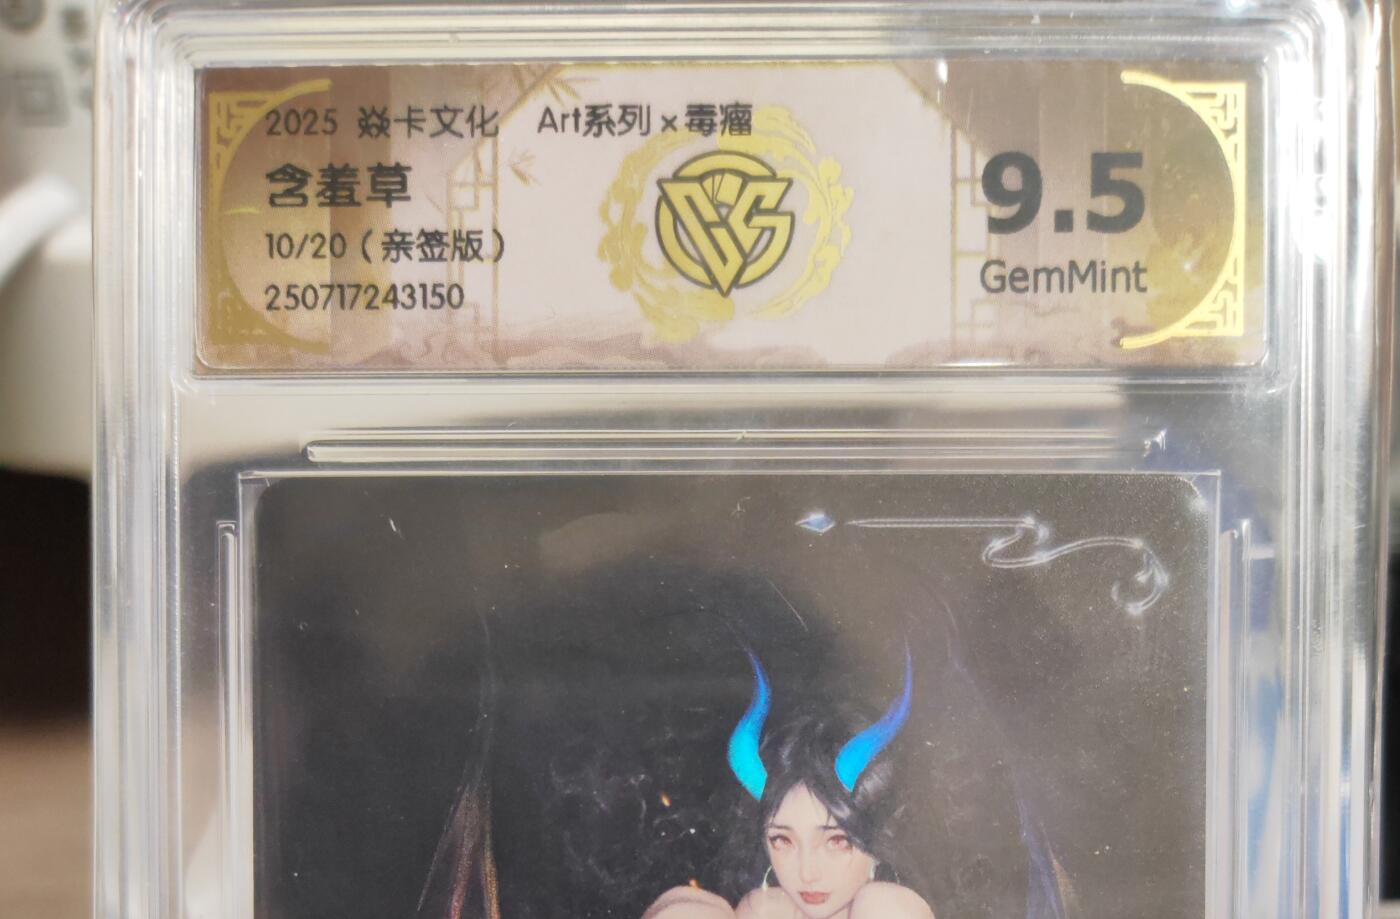 2025 焱卡文化 Art系列×毒瘤
含羞草
10/20（亲签版）
250717243150
CCG
9.5
GemMint